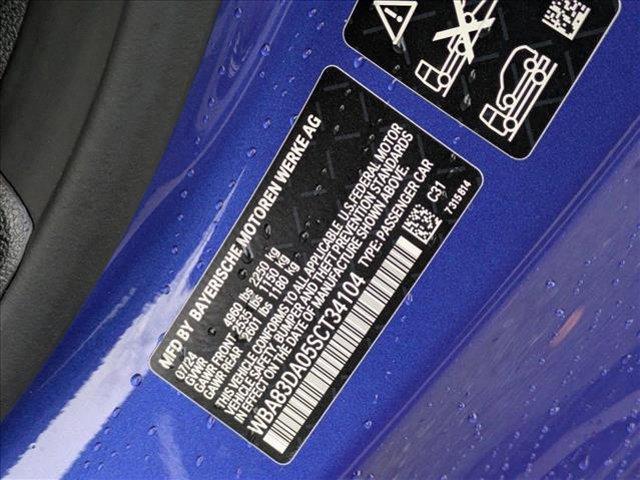 MFD BY BAYERISCHE MOTOREN WERKE AG
07/24
GVWR 4960 lbs 2250 kg
GAWR FRONT 2535 lbs 1150 kg
GAWR REAR 2601 lbs 1180 kg
THIS VEHICLE CONFORMS TO ALL APPLICABLE U.S. FEDERAL MOTOR
VEHICLE SAFETY, BUMPER AND THEFT PREVENTION STANDARDS
IN EFFECT ON THE DATE OF MANUFACTURE SHOWN ABOVE.
WBA83DA05SC134104 TYPE: PASSENGER CAR
C31
7315814